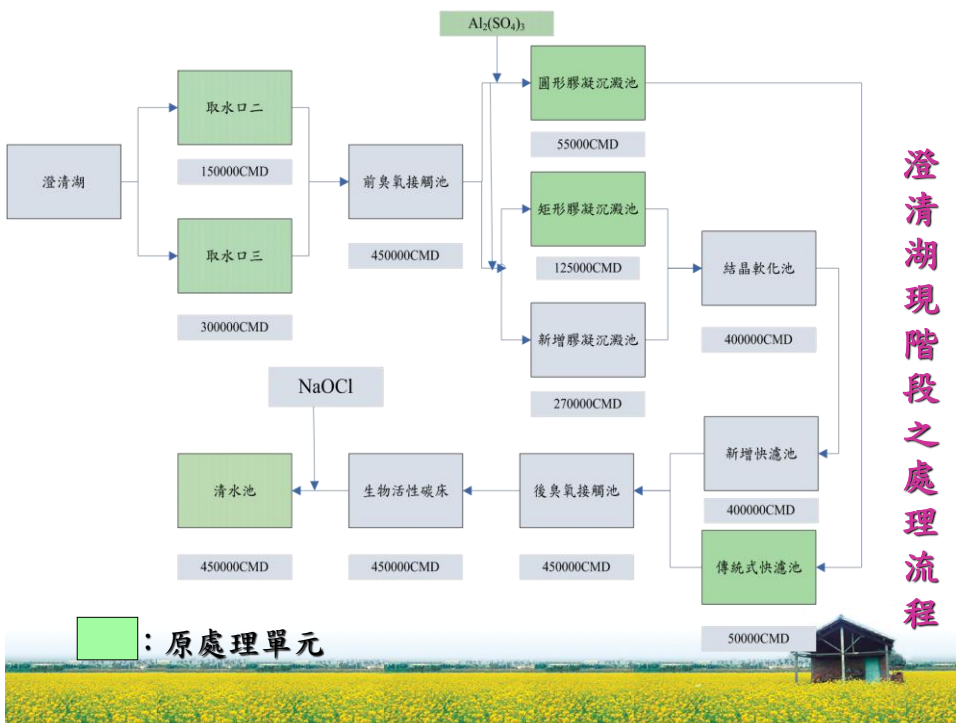 Al₂(SO₄)₃
圓形膠凝沉澱池
55000CMD
取水口二
150000CMD
澄清湖
前臭氧接觸池
450000CMD
矩形膠凝沉澱池
125000CMD
取水口三
300000CMD
結晶軟化池
400000CMD
新增膠凝沉澱池
270000CMD
NaOCl
新增快濾池
400000CMD
清水池
450000CMD
生物活性碳床
450000CMD
後臭氧接觸池
450000CMD
傳統式快濾池
50000CMD
澄清湖現階段之處理流程
：原處理單元